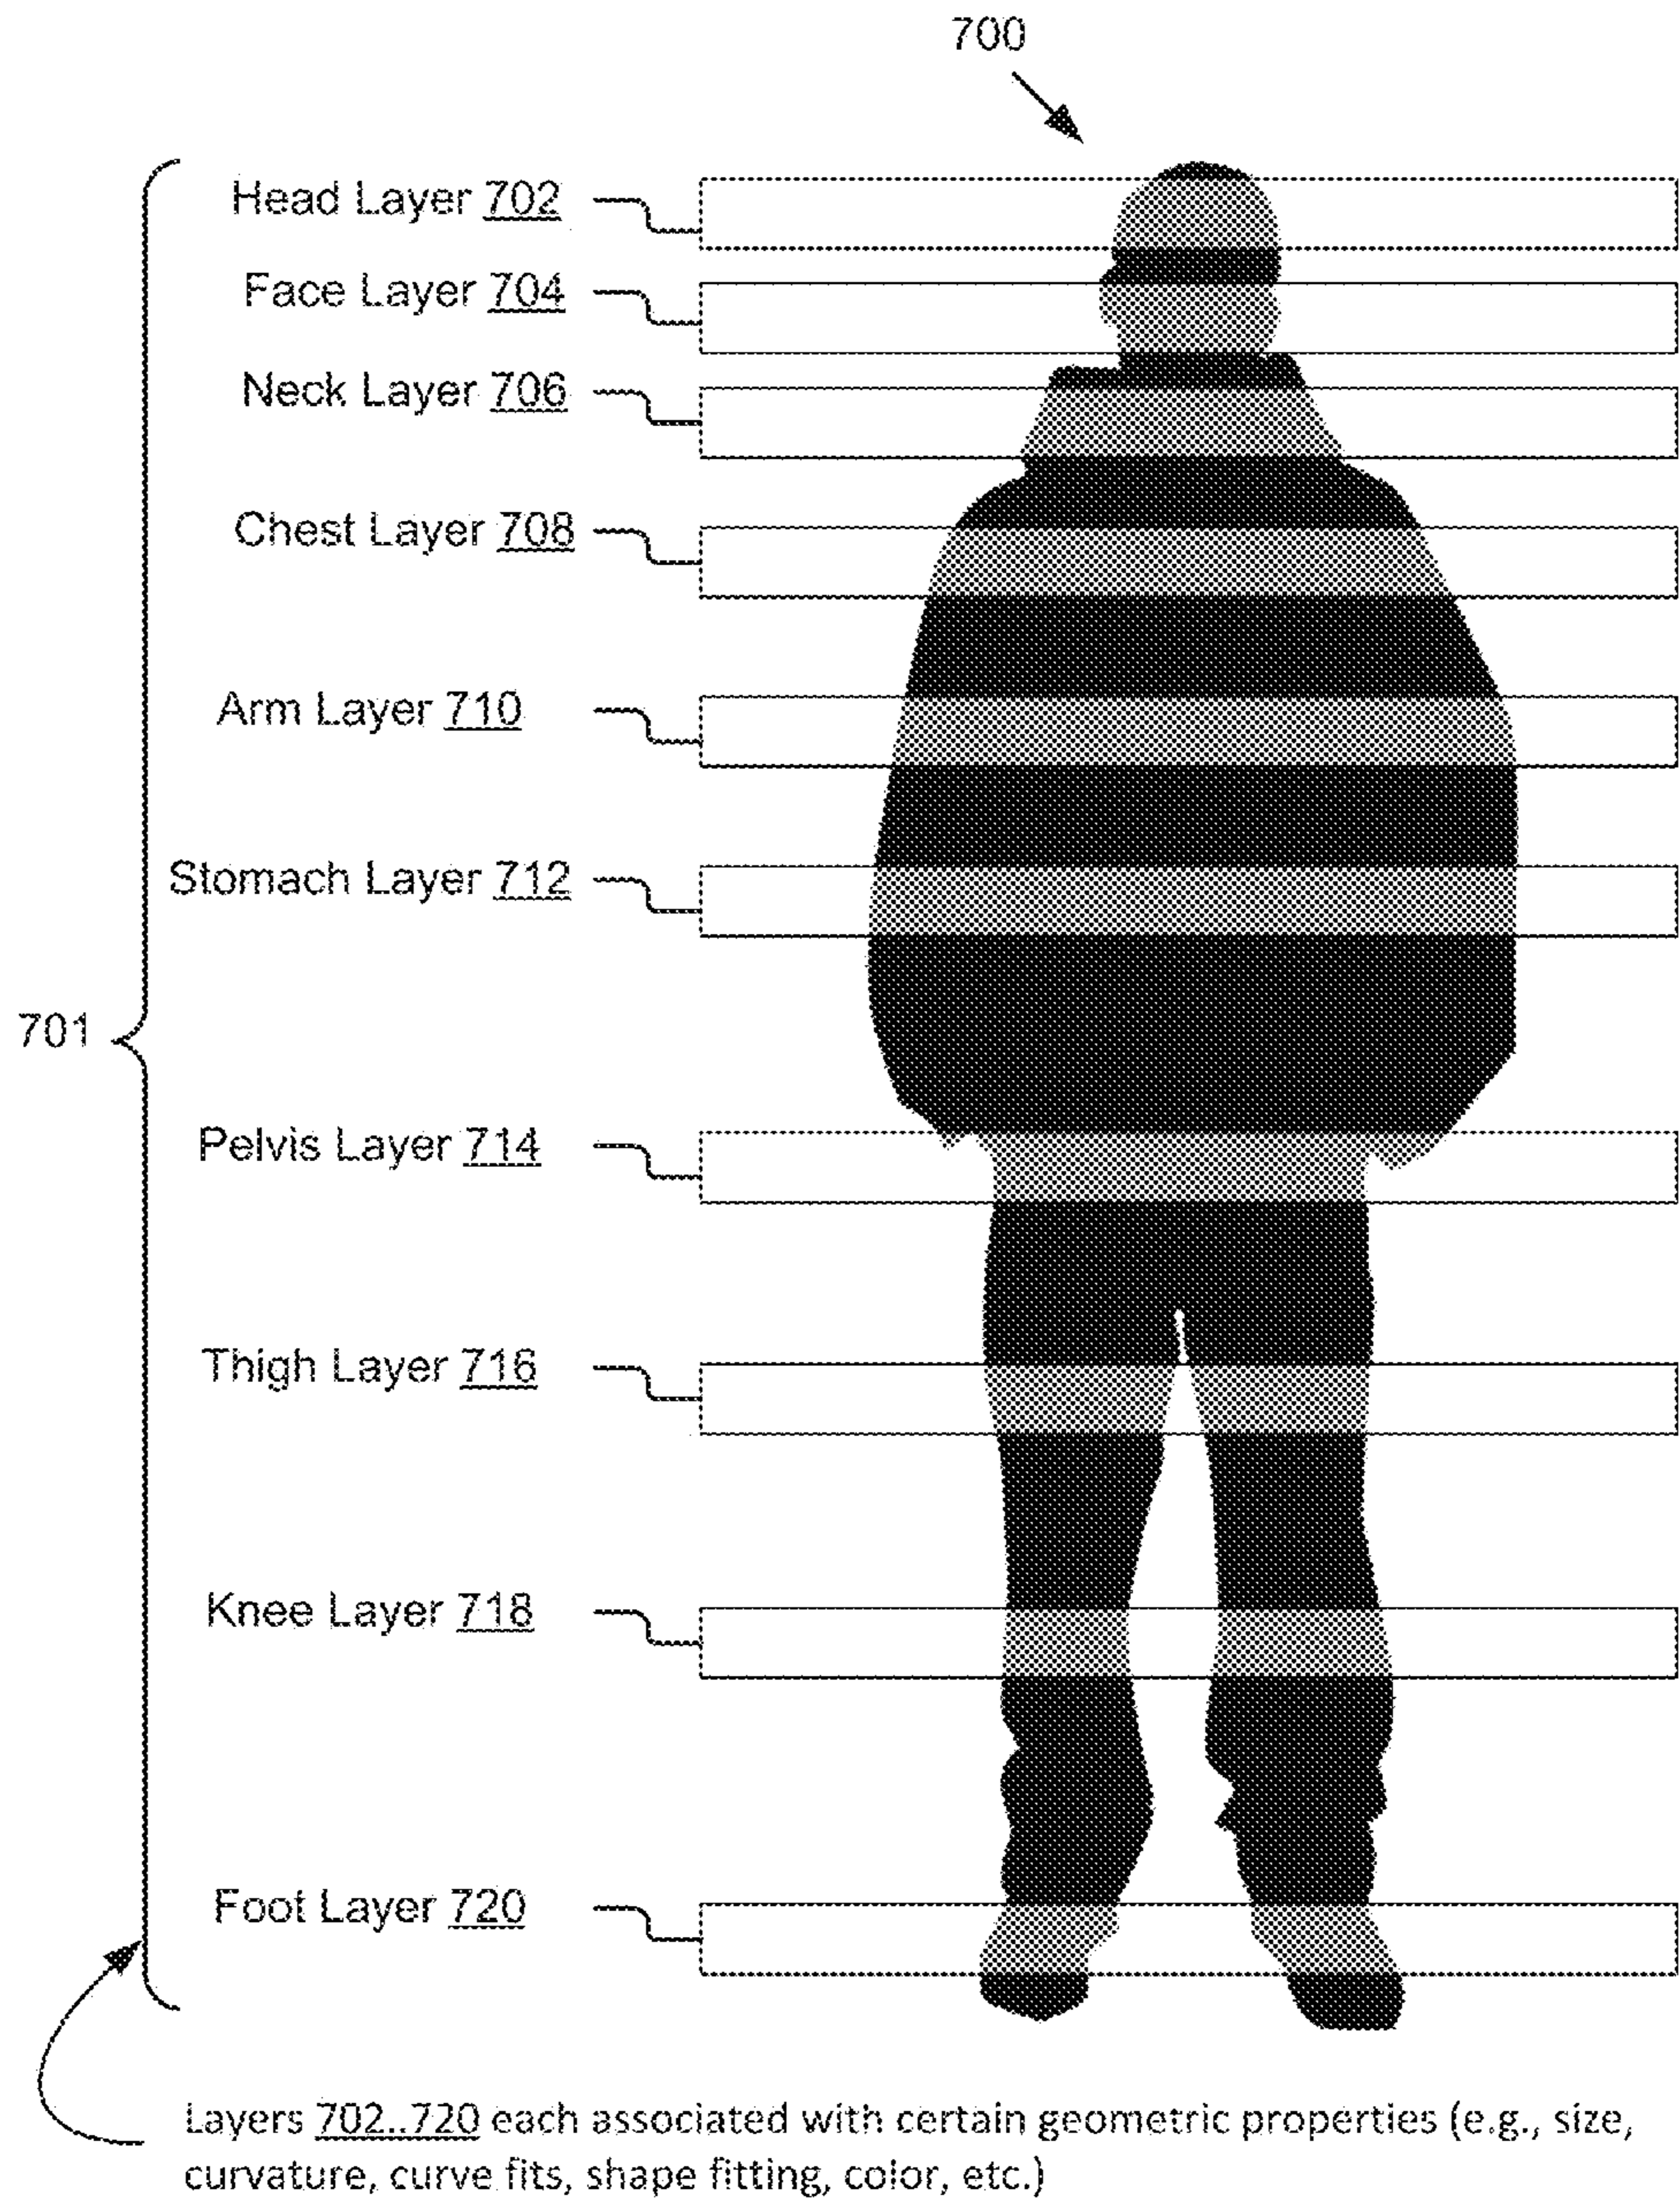 700
Head Layer 702
Face Layer 704
Neck Layer 706
Chest Layer 708
Arm Layer 710
Stomach Layer 712
701
Pelvis Layer 714
Thigh Layer 716
Knee Layer 718
Foot Layer 720
Layers 702..720 each associated with certain geometric properties (e.g., size,
curvature, curve fits, shape fitting, color, etc.)